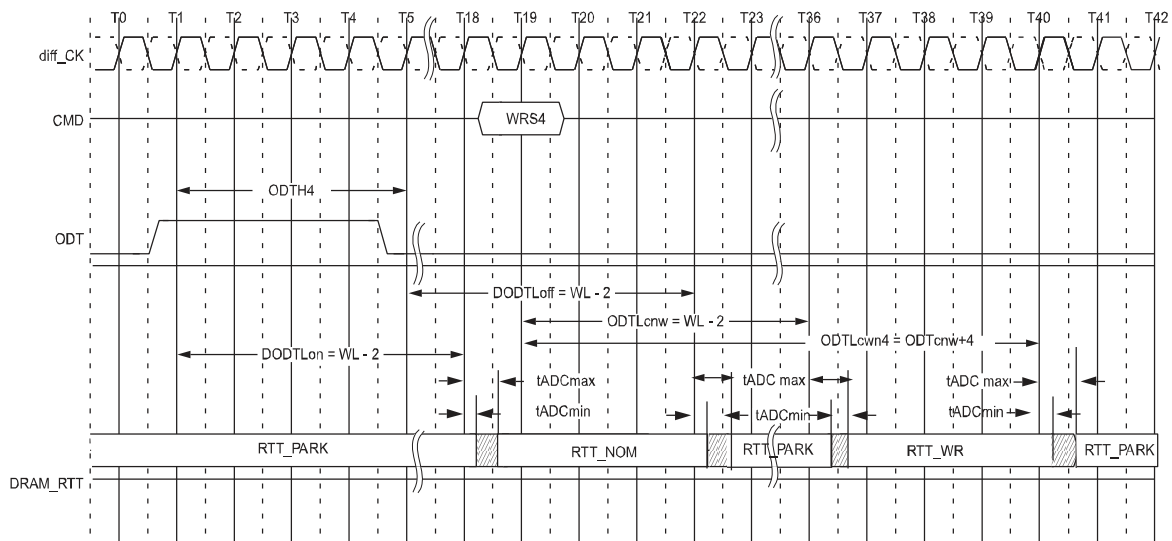 T0 T1 T2 T3 T4 T5 T18 T19 T20 T21 T22 T23 T36 T37 T38 T39 T40 T41 T42
diff_CK
CMD WRS4
ODTH4
ODT
DODTLoff = WL - 2
ODTLcnw = WL - 2
ODTLcwn4 = ODTcnw+4
DODTLon = WL - 2
tADCmax tADC max tADC max
tADCmin tADCmin tADCmin
RTT_PARK RTT_NOM RTT_PARK RTT_WR RTT_PARK
DRAM_RTT